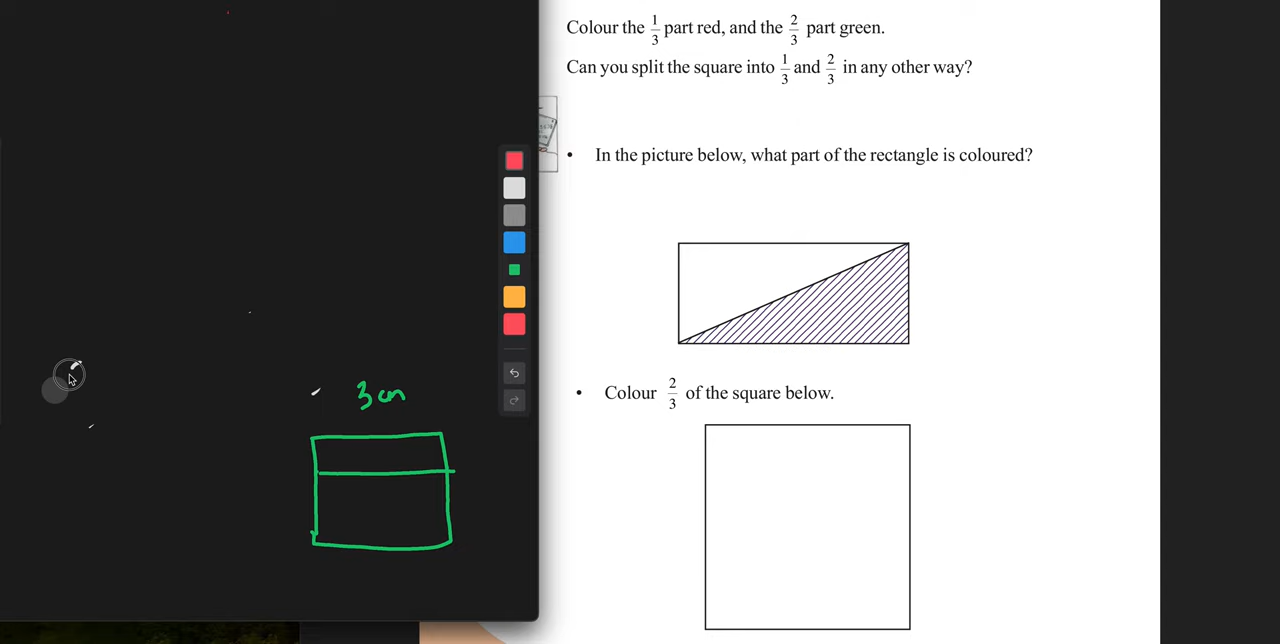 Colour the 1/3 part red, and the 2/3 part green.
Can you split the square into 1/3 and 2/3 in any other way?
• In the picture below, what part of the rectangle is coloured?
3 cm
• Colour 2/3 of the square below.